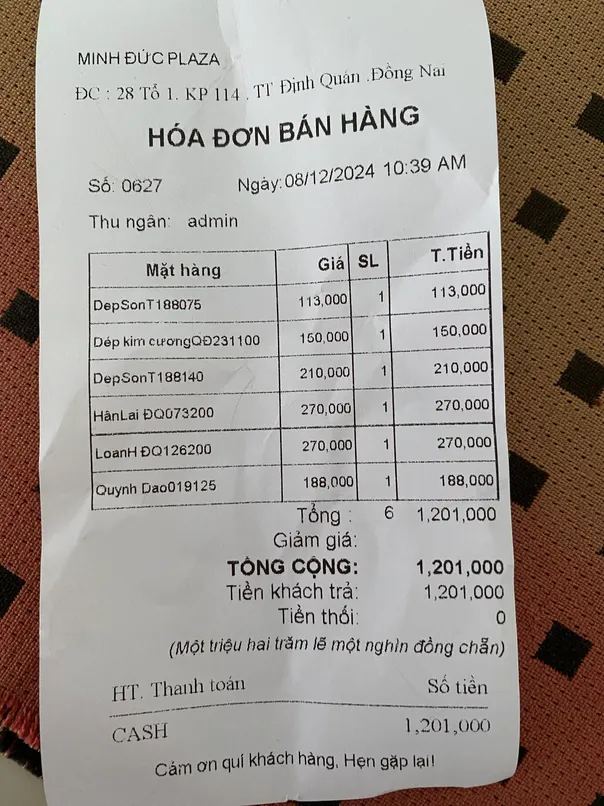 MINH ĐỨC PLAZA
ĐC : 28 Tổ 1. KP 114 . TT Định Quán .Đồng Nai
HÓA ĐƠN BÁN HÀNG
Số: 0627 Ngày: 08/12/2024 10:39 AM
Thu ngân: admin
Mặt hàng Giá SL T.Tiền
DepSonT188075 113,000 1 113,000
Dép kim cươngQĐ231100 150,000 1 150,000
DepSonT188140 210,000 1 210,000
HânLai ĐQ073200 270,000 1 270,000
LoanH ĐQ126200 270,000 1 270,000
Quynh Dao019125 188,000 1 188,000
Tổng : 6 1,201,000
Giảm giá:
TỔNG CỘNG: 1,201,000
Tiền khách trả: 1,201,000
Tiền thối: 0
(Một triệu hai trăm lẽ một nghìn đồng chẵn)
HT. Thanh toán Số tiền
CASH 1,201,000
Cảm ơn quí khách hàng, Hẹn gặp lại!